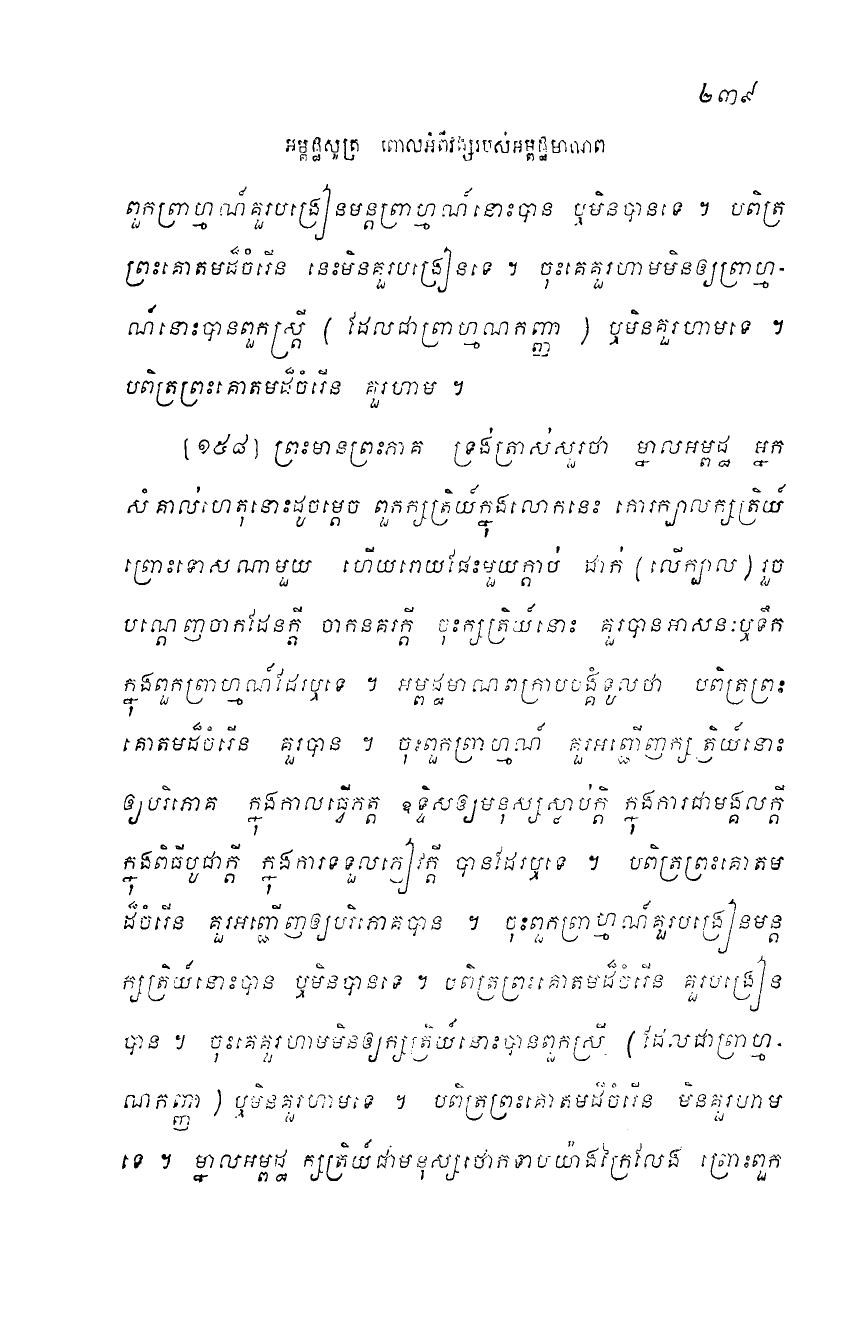 ២៣៩
អម្ពដ្ឋសូត្រ ពោលអំពីវង្សរបស់អម្ពដ្ឋមាណព
ពួកព្រាហ្មណ៍គួរបង្រៀនមន្តព្រាហ្មណ៍នោះបាន ឬមិនបានទេ ។ បពិត្រ
ព្រះគោតមដ៏ចំរើន នេះមិនគួរបង្រៀនទេ ។ ចុះគេគួរហាមមិនឲ្យព្រាហ្ម-
ណ៍នោះបានពួកស្ត្រី ( ដែលជាព្រាហ្មណកញ្ញា ) ឬមិនគួរហាមទេ ។
បពិត្រព្រះគោតមដ៏ចំរើន គួរហាម ។
[១៥៨] ព្រះមានព្រះភាគ ទ្រង់ត្រាស់សួរថា ម្នាលអម្ពដ្ឋ អ្នក
សំគាល់ហេតុនោះដូចម្តេច ពួកក្សត្រិយ៍ក្នុងលោកនេះ កោរក្បាលក្សត្រិយ៍
ព្រោះទោសណាមួយ ហើយរោយផែះមួយក្តាប់ ដាក់ (លើក្បាល) រួច
បណ្តេញចាកដែនក្តី ចាកនគរក្តី ចុះក្សត្រិយ៍នោះ គួរបានអាសនៈឬទឹក
ក្នុងពួកព្រាហ្មណ៍ដែរឬទេ ។ អម្ពដ្ឋមាណពក្រាបបង្គំទូលថា បពិត្រព្រះ
គោតមដ៏ចំរើន គួរបាន ។ ចុះពួកព្រាហ្មណ៍ គួរអញ្ជើញក្សត្រិយ៍នោះ
ឲ្យបរិភោគ ក្នុងកាលធ្វើភត្ត ឧទ្ទិសឲ្យមនុស្សស្លាប់ក្តី ក្នុងការជាមង្គលក្តី
ក្នុងពិធីបូជាក្តី ក្នុងការទទួលភ្ញៀវក្តី បានដែរឬទេ ។ បពិត្រព្រះគោតម
ដ៏ចំរើន គួរអញ្ជើញឲ្យបរិភោគបាន ។ ចុះពួកព្រាហ្មណ៍គួរបង្រៀនមន្ត
ក្សត្រិយ៍នោះបាន ឬមិនបានទេ ។ បពិត្រព្រះគោតមដ៏ចំរើន គួរបង្រៀន
បាន ។ ចុះគេគួរហាមមិនឲ្យក្សត្រិយ៍នោះបានពួកស្រី (ដែលជាព្រាហ្ម-
ណកញ្ញា ) ឬមិនគួរហាមទេ ។ បពិត្រព្រះគោតមដ៏ចំរើន មិនគួរហាម
ទេ ។ ម្នាលអម្ពដ្ឋ ក្សត្រិយ៍ជាមនុស្សថោកទាបយ៉ាងក្រៃលែង ព្រោះពួក